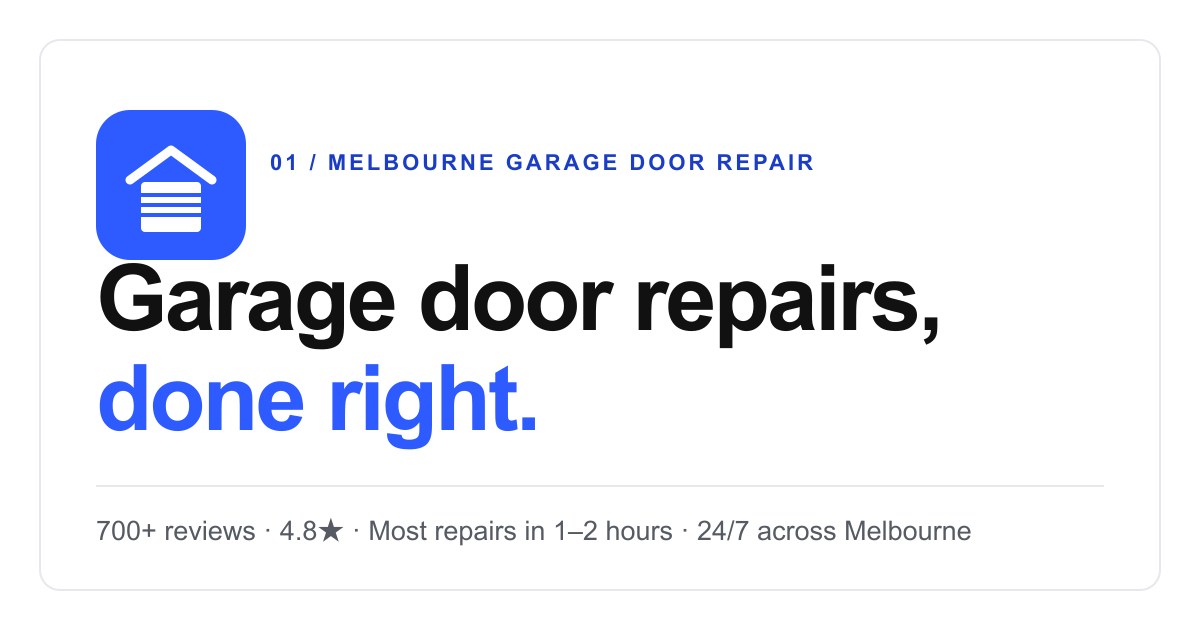 01 / MELBOURNE GARAGE DOOR REPAIR
Garage door repairs,
done right.
700+ reviews · 4.8★ · Most repairs in 1–2 hours · 24/7 across Melbourne